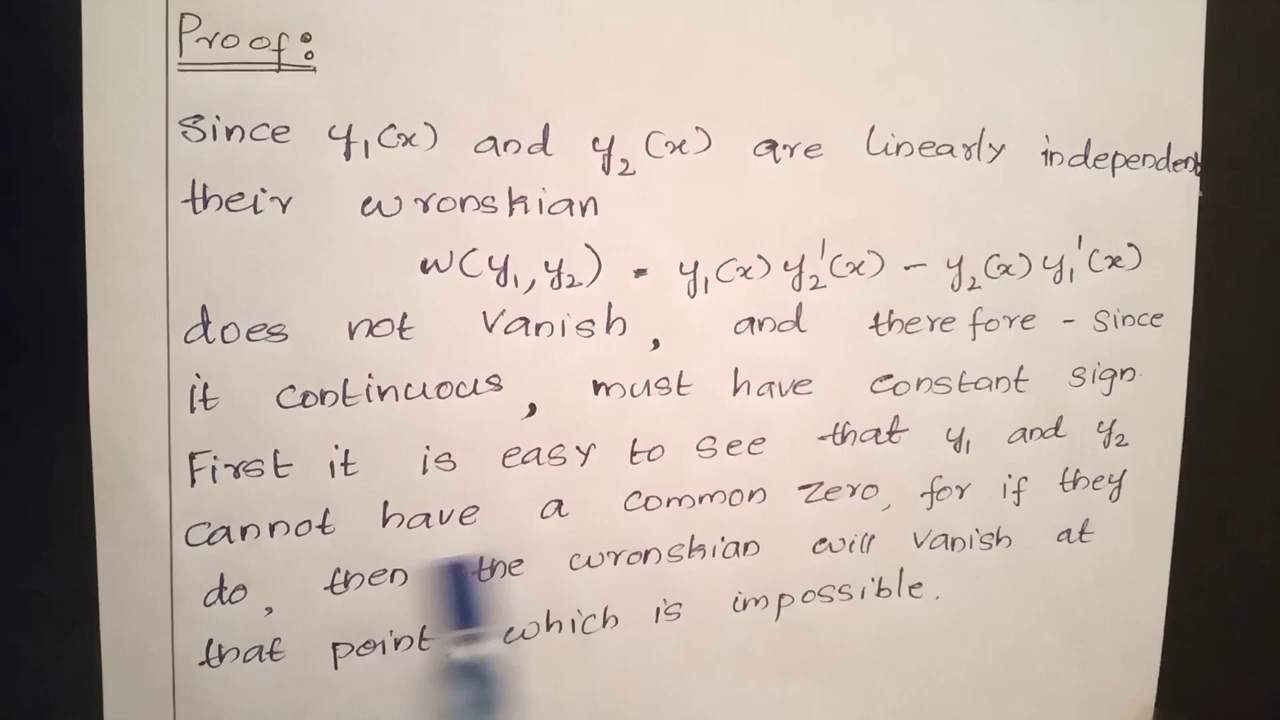 Proof:
Since y₁(x) and y₂(x) are linearly independent
their wronskian
W(y₁, y₂) = y₁(x) y₂'(x) - y₂(x) y₁'(x)
does not vanish, and therefore - since
it continuous, must have constant sign.
First it is easy to see that y₁ and y₂
cannot have a common zero, for if they
do, then the wronskian will vanish at
that point which is impossible.